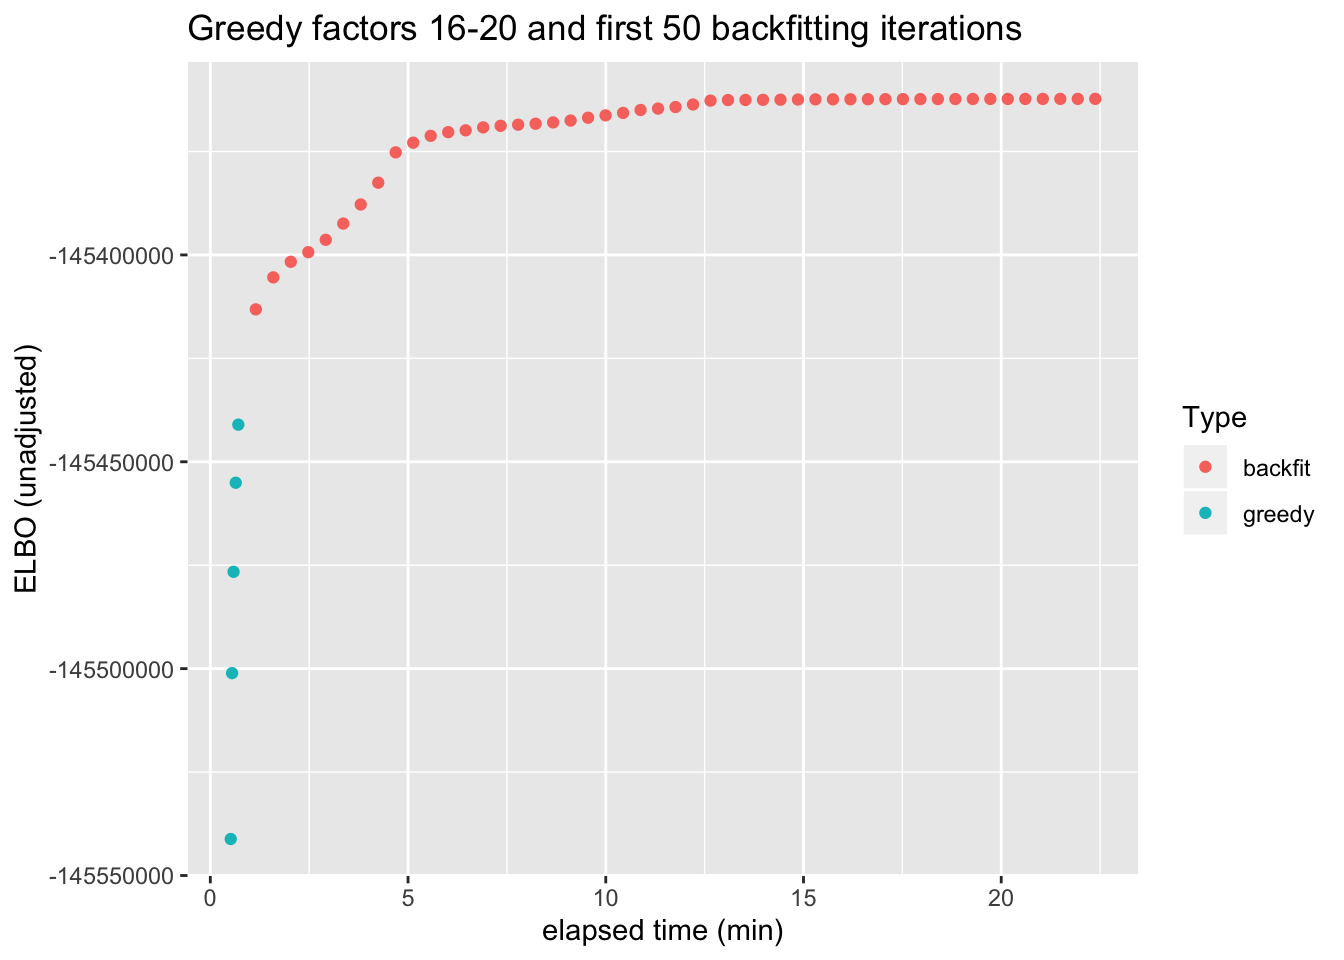 Greedy factors 16-20 and first 50 backfitting iterations
ELBO (unadjusted)
-145400000
-145450000
-145500000
-145550000
0 5 10 15 20
elapsed time (min)
Type
backfit
greedy